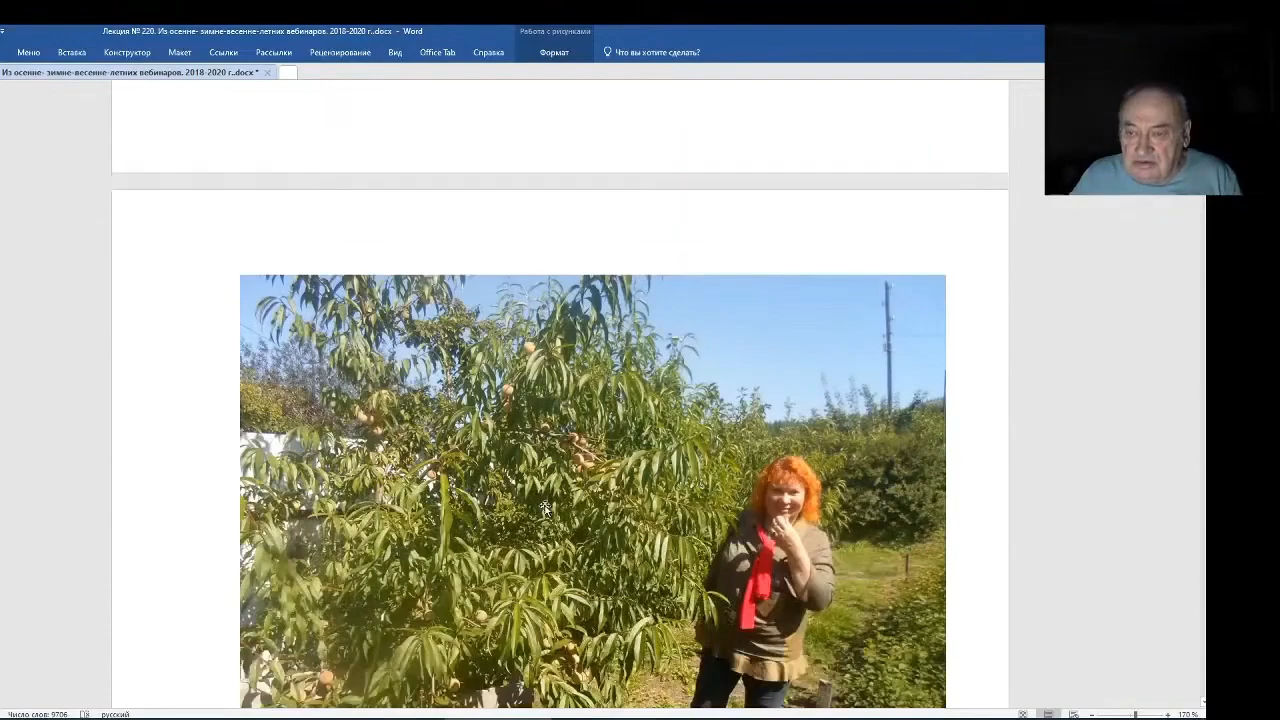 Лекция № 220. Из осенне- зимне-весенне-летних вебинаров. 2018-2020 г..docx - Word
Работа с рисунками
Меню Вставка Конструктор Макет Ссылки Рассылки Рецензирование Вид Office Tab Справка Формат Что вы хотите сделать?
Из осенне- зимне-весенне-летних вебинаров. 2018-2020 г..docx *
Число слов: 9706 русский 170 %